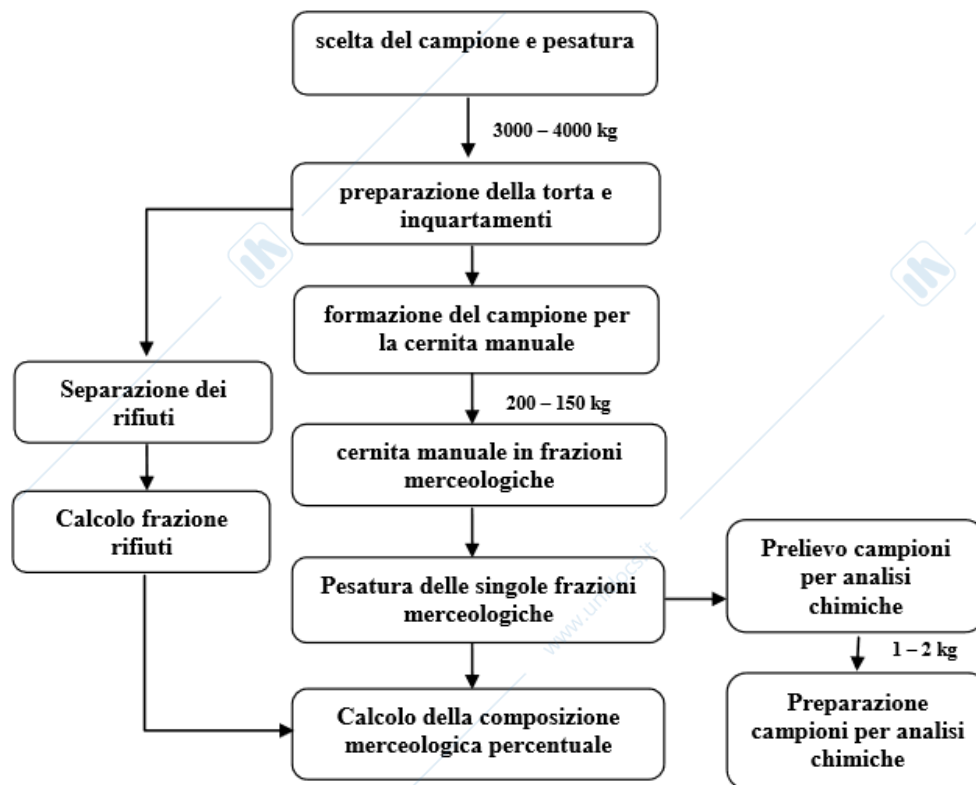 scelta del campione e pesatura
3000 – 4000 kg
preparazione della torta e
inquartamenti
formazione del campione per
la cernita manuale
200 – 150 kg
Separazione dei
rifiuti
cernita manuale in frazioni
merceologiche
Calcolo frazione
rifiuti
Pesatura delle singole frazioni
merceologiche
Prelievo campioni
per analisi
chimiche
1 – 2 kg
Calcolo della composizione
merceologica percentuale
Preparazione
campioni per analisi
chimiche